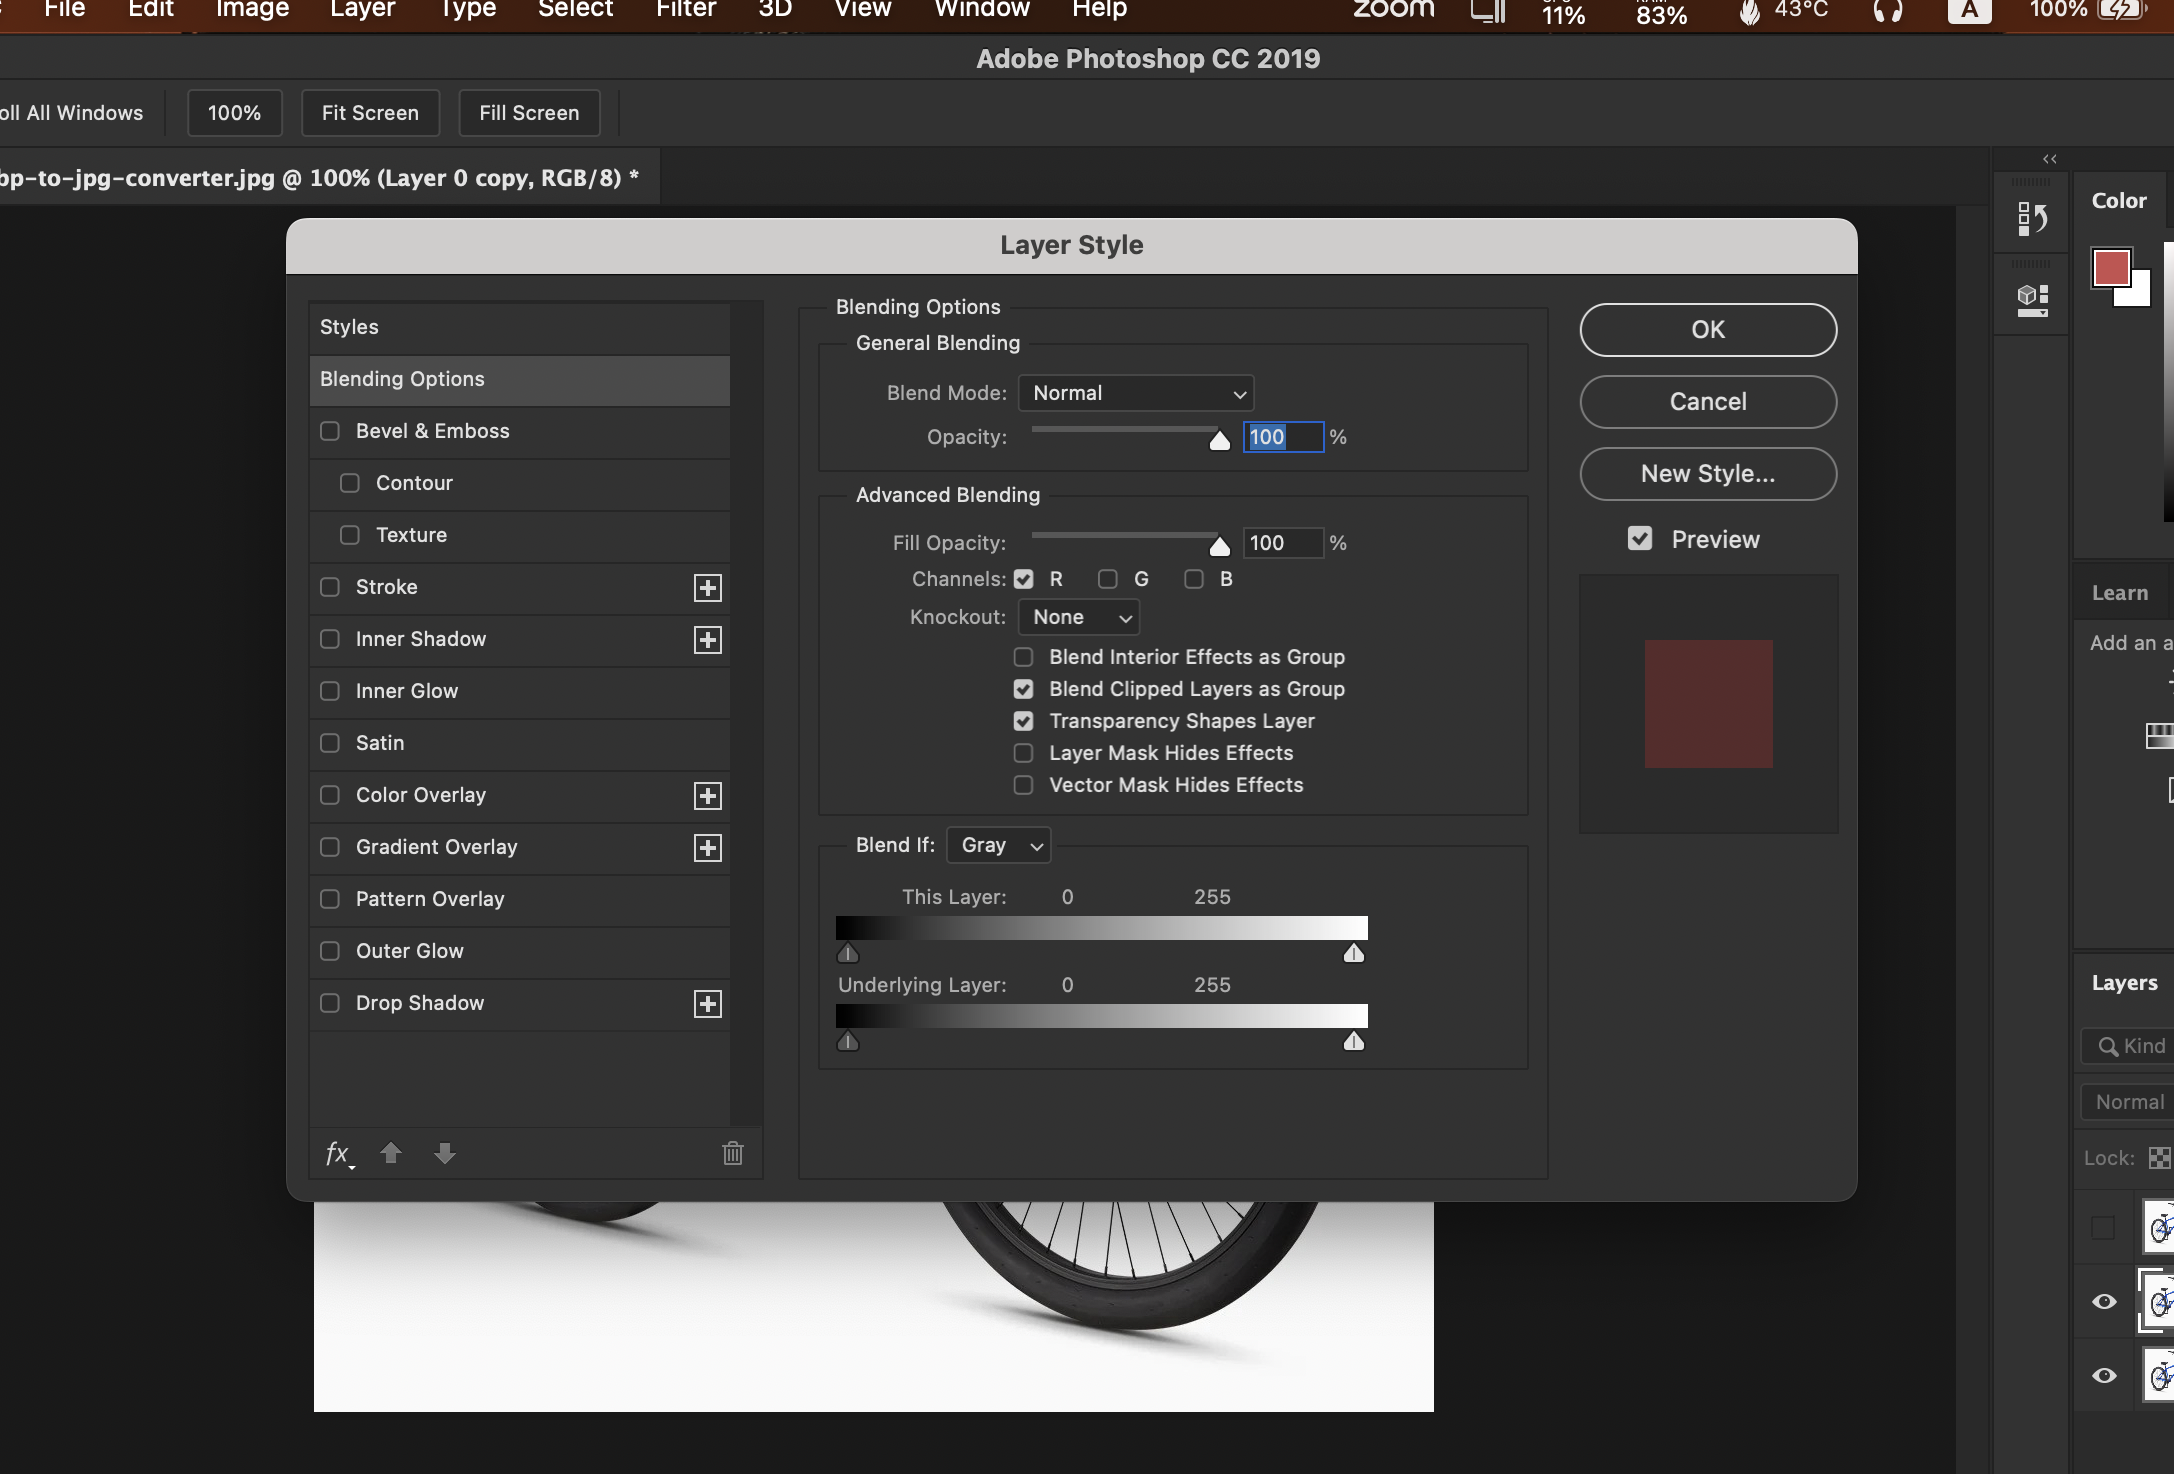 File Edit Image Layer Type Select Filter 3D View Window Help zoom 11% 83% 43°C A 100%
Adobe Photoshop CC 2019
oll All Windows 100% Fit Screen Fill Screen
bp-to-jpg-converter.jpg @ 100% (Layer 0 copy, RGB/8) *
Layer Style
Styles
Blending Options
Bevel & Emboss
Contour
Texture
Stroke
Inner Shadow
Inner Glow
Satin
Color Overlay
Gradient Overlay
Pattern Overlay
Outer Glow
Drop Shadow
fx
Blending Options
General Blending
Blend Mode: Normal
Opacity: 100 %
Advanced Blending
Fill Opacity: 100 %
Channels: R G B
Knockout: None
Blend Interior Effects as Group
Blend Clipped Layers as Group
Transparency Shapes Layer
Layer Mask Hides Effects
Vector Mask Hides Effects
Blend If: Gray
This Layer: 0 255
Underlying Layer: 0 255
OK
Cancel
New Style...
Preview
Color
Learn
Add an a
Layers
Kind
Normal
Lock: